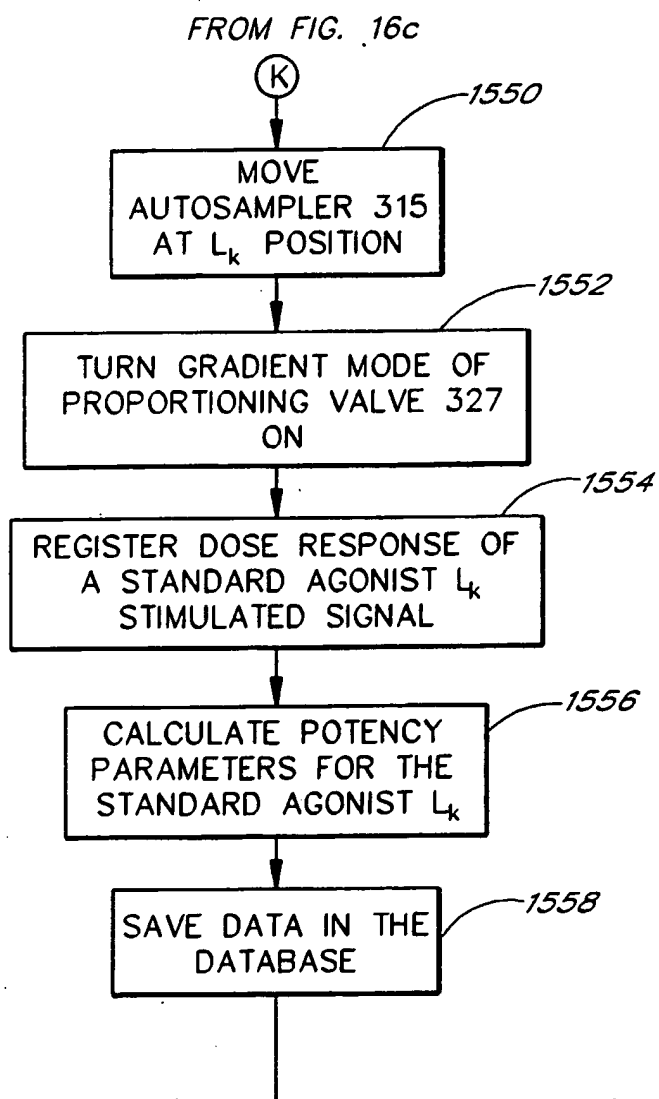 FROM FIG. 16c
K
1550
MOVE
AUTOSAMPLER 315
AT Lk POSITION
1552
TURN GRADIENT MODE OF
PROPORTIONING VALVE 327
ON
1554
REGISTER DOSE RESPONSE OF
A STANDARD AGONIST Lk
STIMULATED SIGNAL
1556
CALCULATE POTENCY
PARAMETERS FOR THE
STANDARD AGONIST Lk
1558
SAVE DATA IN THE
DATABASE